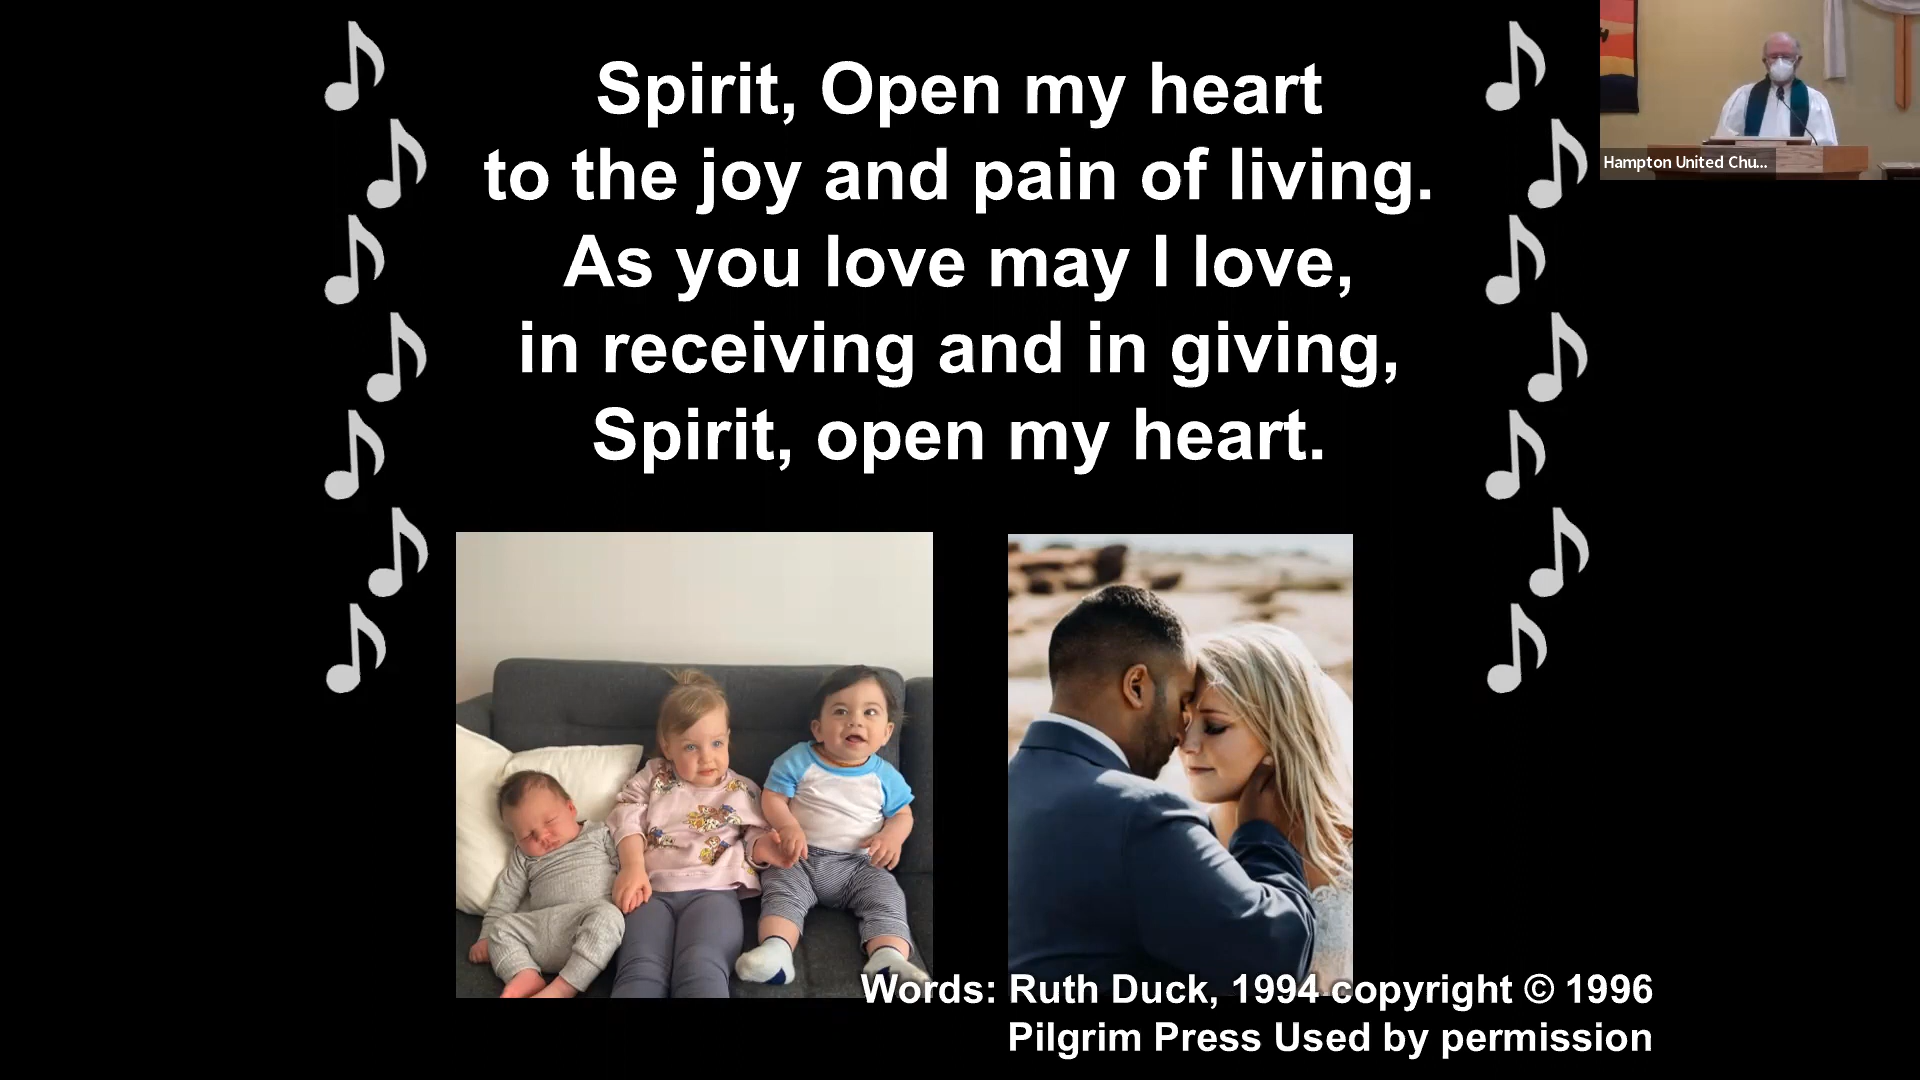 Spirit, Open my heart
to the joy and pain of living.
As you love may I love,
in receiving and in giving,
Spirit, open my heart.
Hampton United Chu...
Words: Ruth Duck, 1994 copyright © 1996
Pilgrim Press Used by permission